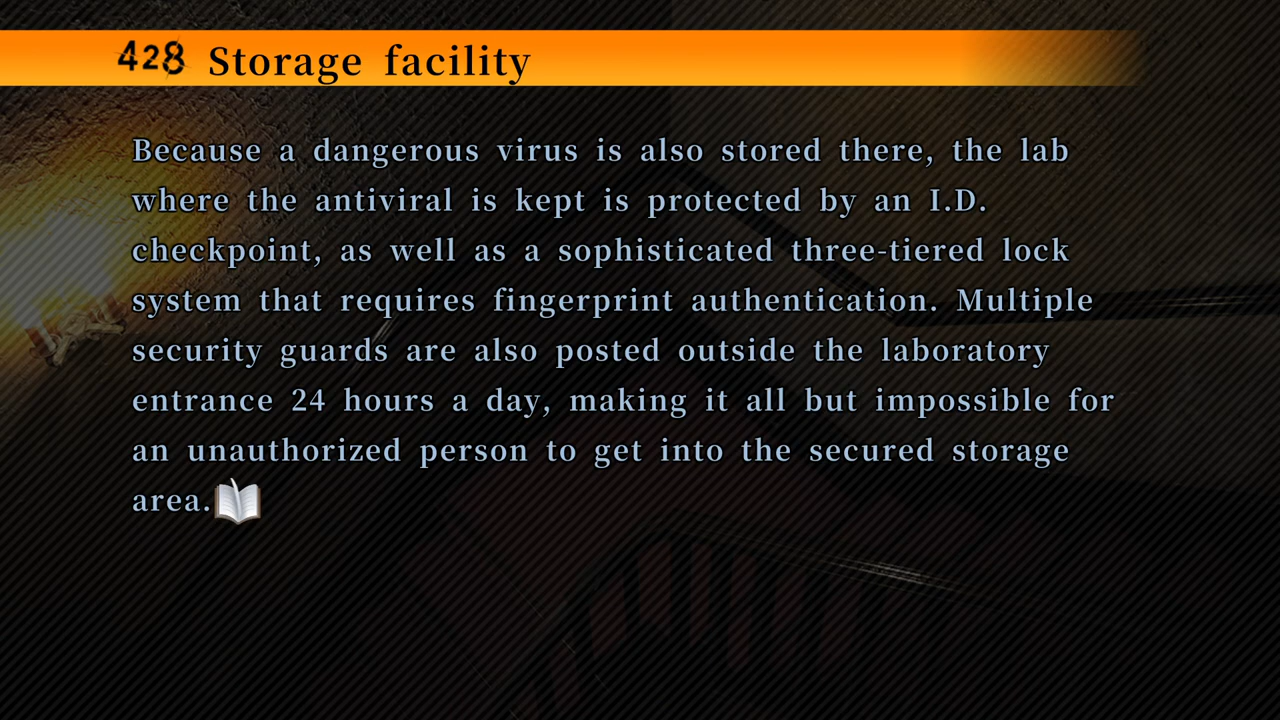 428 Storage facility
Because a dangerous virus is also stored there, the lab
where the antiviral is kept is protected by an I.D.
checkpoint, as well as a sophisticated three-tiered lock
system that requires fingerprint authentication. Multiple
security guards are also posted outside the laboratory
entrance 24 hours a day, making it all but impossible for
an unauthorized person to get into the secured storage
area.